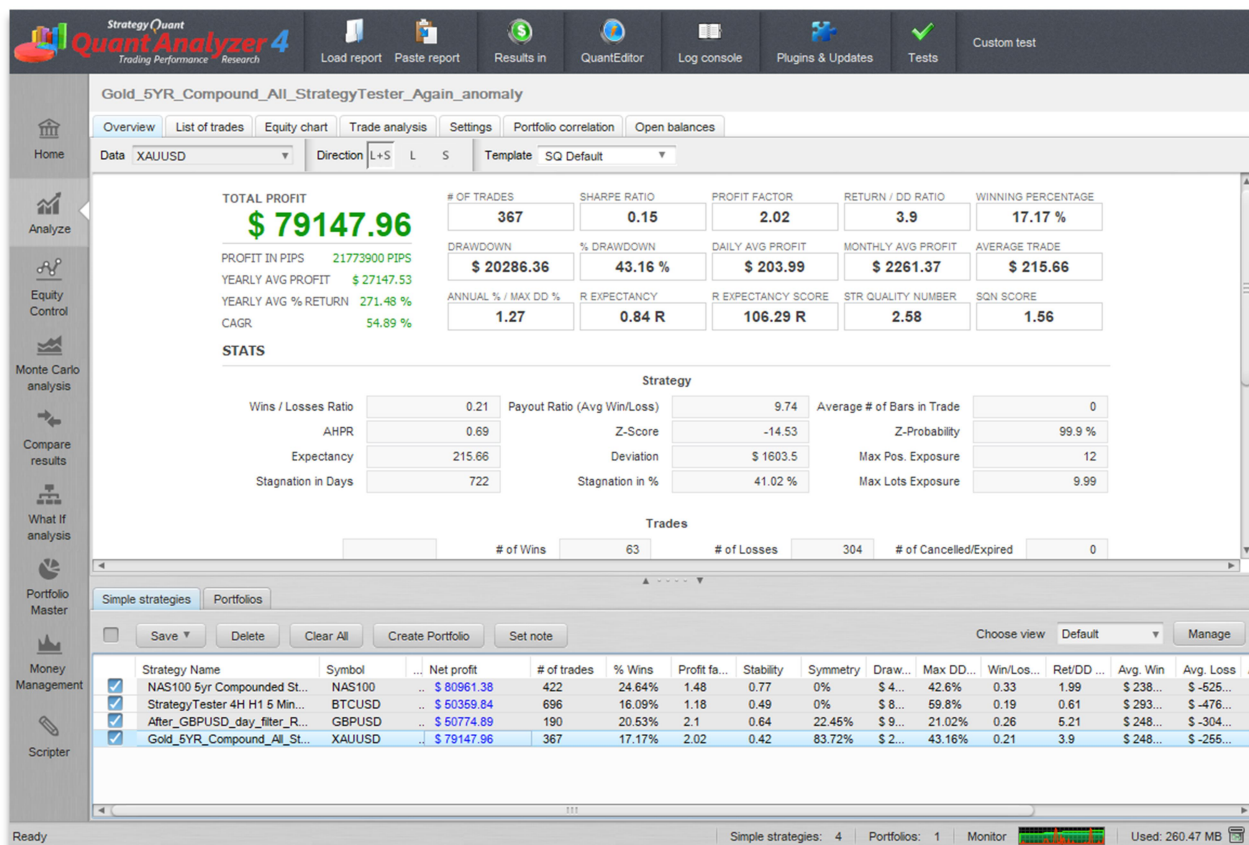 StrategyQuant
QuantAnalyzer 4
Trading Performance Research
Load report Paste report Results in QuantEditor Log console Plugins & Updates Tests Custom test
Gold_5YR_Compound_All_StrategyTester_Again_anomaly
Home
Analyze
Equity Control
Monte Carlo analysis
Compare results
What If analysis
Portfolio Master
Money Management
Scripter
Overview List of trades Equity chart Trade analysis Settings Portfolio correlation Open balances
Data XAUUSD Direction L+S L S Template SQ Default
TOTAL PROFIT
$ 79147.96
PROFIT IN PIPS 21773900 PIPS
YEARLY AVG PROFIT $ 27147.53
YEARLY AVG % RETURN 271.48 %
CAGR 54.89 %
# OF TRADES SHARPE RATIO PROFIT FACTOR RETURN / DD RATIO WINNING PERCENTAGE
367 0.15 2.02 3.9 17.17 %
DRAWDOWN % DRAWDOWN DAILY AVG PROFIT MONTHLY AVG PROFIT AVERAGE TRADE
$ 20286.36 43.16 % $ 203.99 $ 2261.37 $ 215.66
ANNUAL % / MAX DD % R EXPECTANCY R EXPECTANCY SCORE STR QUALITY NUMBER SQN SCORE
1.27 0.84 R 106.29 R 2.58 1.56
STATS
Strategy
Wins / Losses Ratio 0.21 Payout Ratio (Avg Win/Loss) 9.74 Average # of Bars in Trade 0
AHPR 0.69 Z-Score -14.53 Z-Probability 99.9 %
Expectancy 215.66 Deviation $ 1603.5 Max Pos. Exposure 12
Stagnation in Days 722 Stagnation in % 41.02 % Max Lots Exposure 9.99
Trades
# of Wins 63 # of Losses 304 # of Cancelled/Expired 0
Simple strategies Portfolios
Save Delete Clear All Create Portfolio Set note Choose view Default Manage
Strategy Name Symbol ... Net profit # of trades % Wins Profit fa... Stability Symmetry Draw... Max DD... Win/Los... Ret/DD ... Avg. Win Avg. Loss
NAS100 5yr Compounded St... NAS100 .. $ 80961.38 422 24.64% 1.48 0.77 0% $ 4... 42.6% 0.33 1.99 $ 238... $ -525...
StrategyTester 4H H1 5 Min... BTCUSD .. $ 50359.84 696 16.09% 1.18 0.49 0% $ 8... 59.8% 0.19 0.61 $ 293... $ -476...
After_GBPUSD_day_filter_R... GBPUSD .. $ 50774.89 190 20.53% 2.1 0.64 22.45% $ 9... 21.02% 0.26 5.21 $ 248... $ -304...
Gold_5YR_Compound_All_St... XAUUSD .. $ 79147.96 367 17.17% 2.02 0.42 83.72% $ 2... 43.16% 0.21 3.9 $ 248... $ -255...
Ready Simple strategies: 4 Portfolios: 1 Monitor Used: 260.47 MB